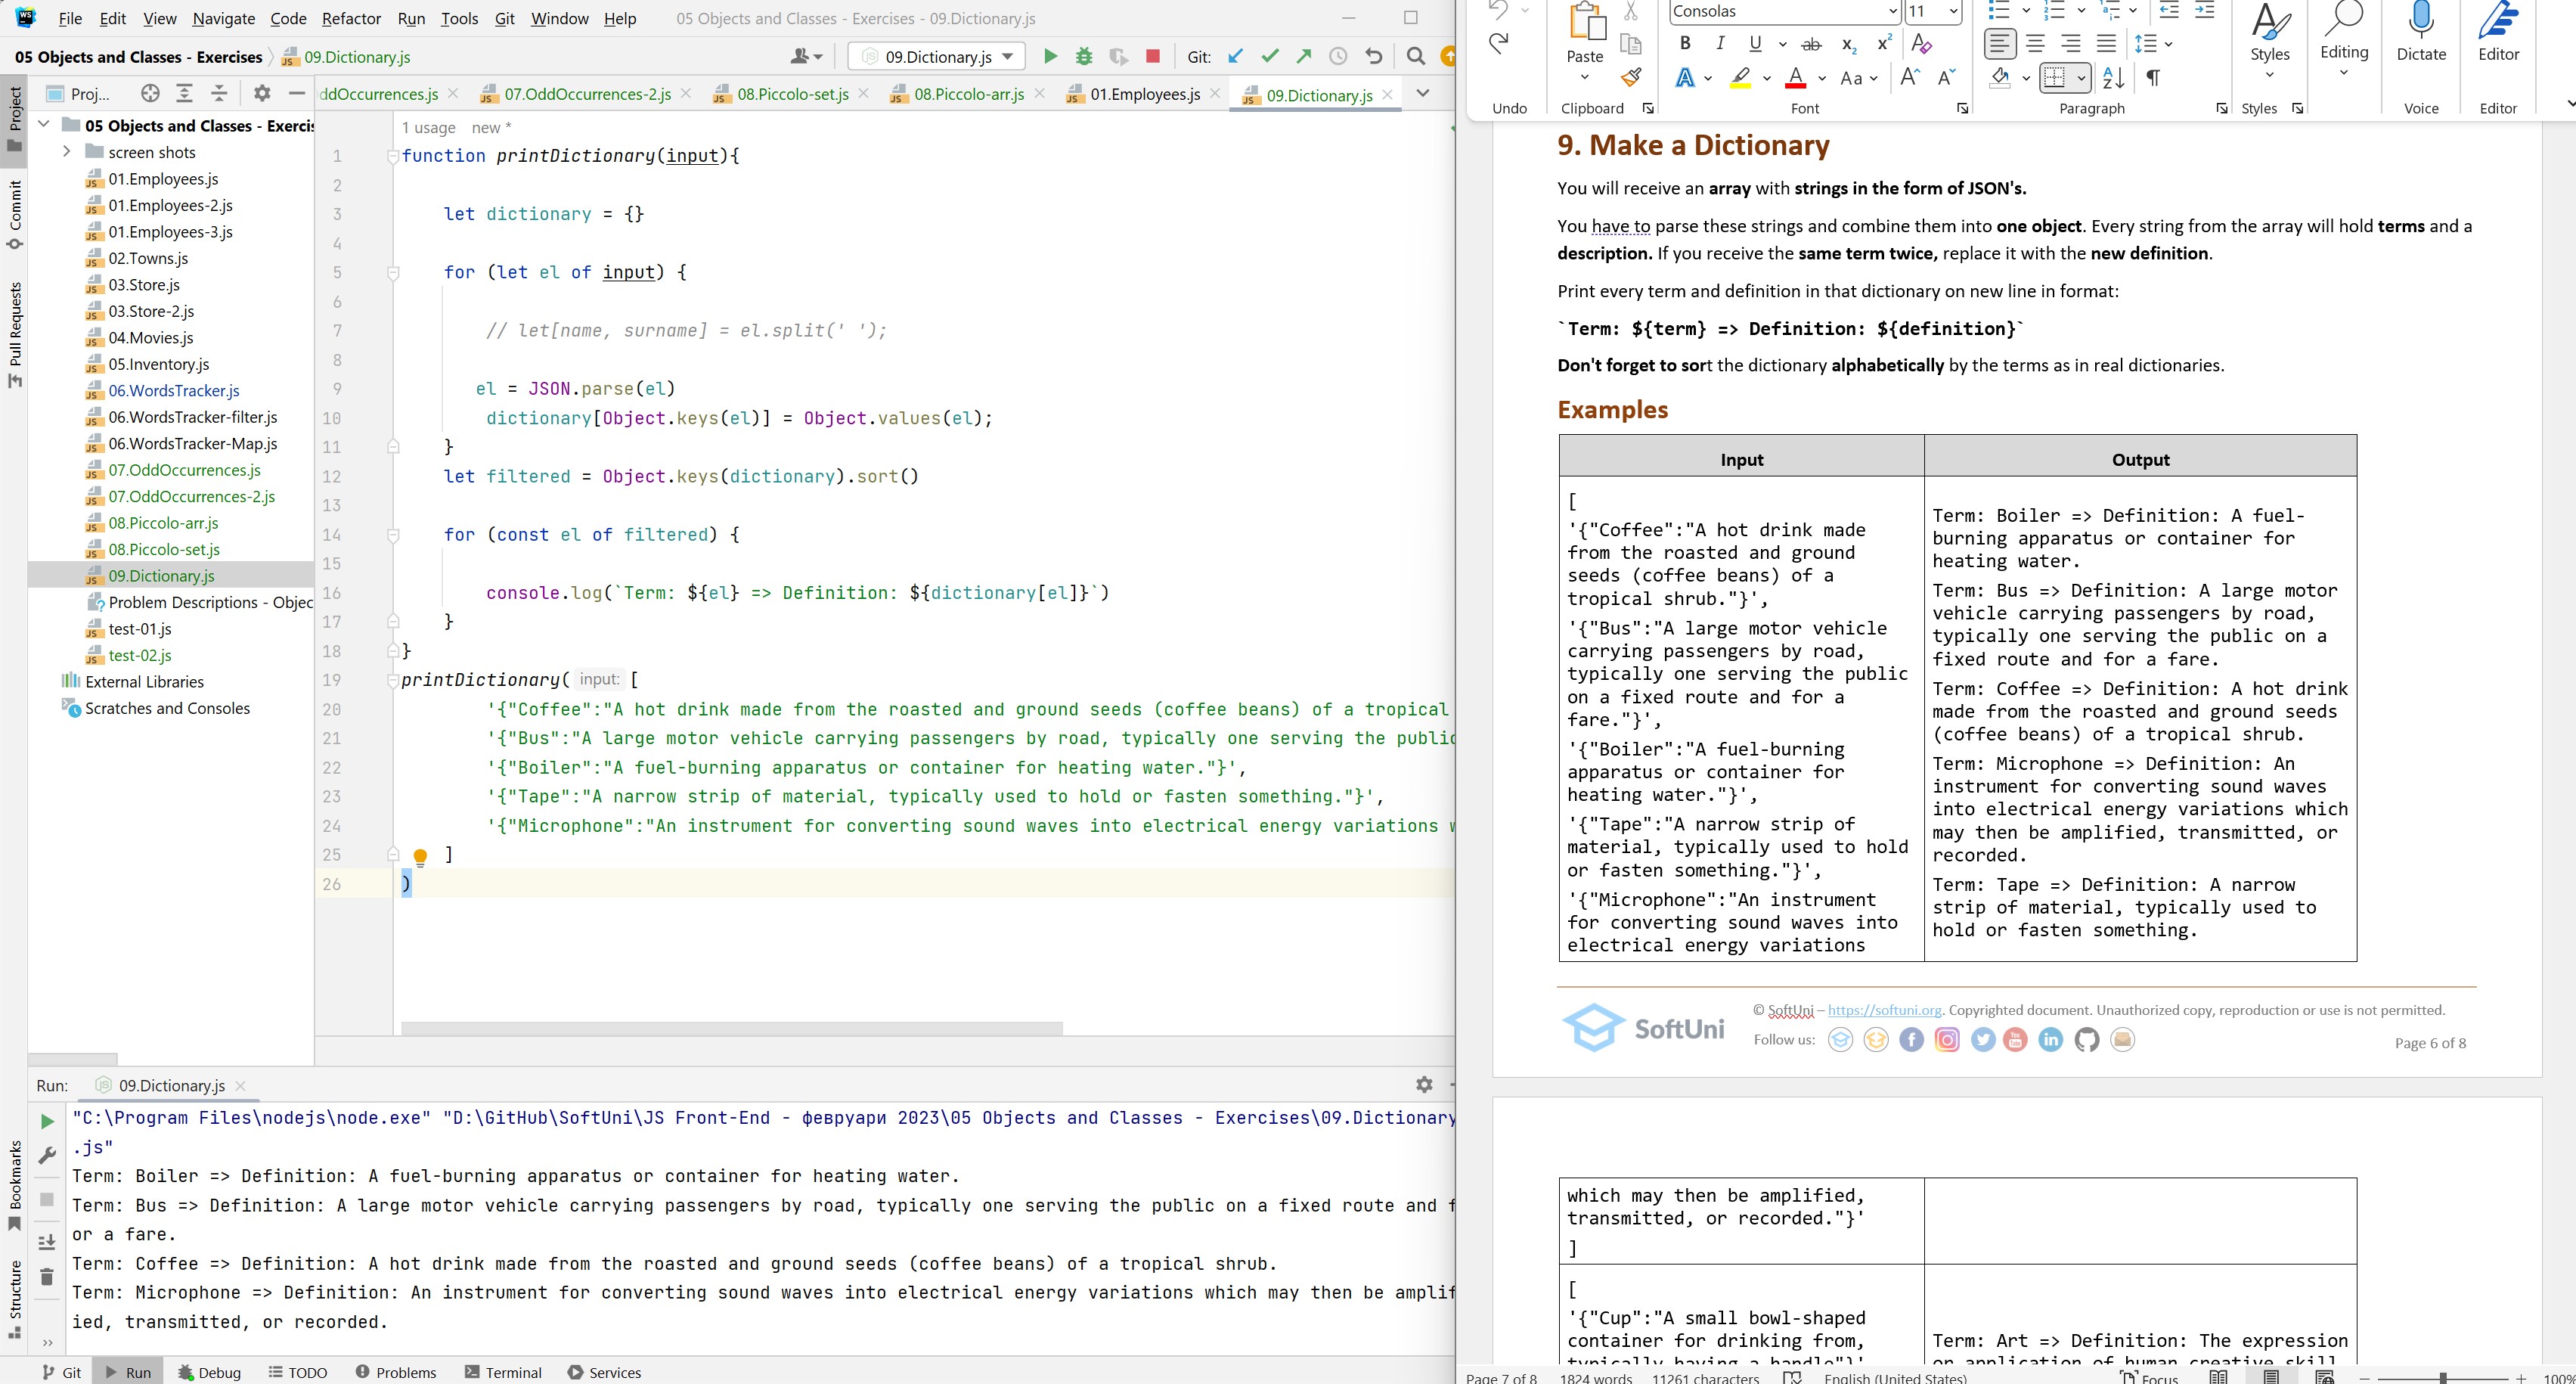 File Edit View Navigate Code Refactor Run Tools Git Window Help 05 Objects and Classes - Exercises - 09.Dictionary.js
05 Objects and Classes - Exercises 09.Dictionary.js
09.Dictionary.js
Git:
Project
Commit
Pull Requests
Bookmarks
Structure
Proj...
05 Objects and Classes - Exercis
screen shots
01.Employees.js
01.Employees-2.js
01.Employees-3.js
02.Towns.js
03.Store.js
03.Store-2.js
04.Movies.js
05.Inventory.js
06.WordsTracker.js
06.WordsTracker-filter.js
06.WordsTracker-Map.js
07.OddOccurrences.js
07.OddOccurrences-2.js
08.Piccolo-arr.js
08.Piccolo-set.js
09.Dictionary.js
Problem Descriptions - Objec
test-01.js
test-02.js
External Libraries
Scratches and Consoles
ddOccurrences.js 07.OddOccurrences-2.js 08.Piccolo-set.js 08.Piccolo-arr.js 01.Employees.js 09.Dictionary.js
1 usage new *
1 function printDictionary(input){
2
3 let dictionary = {}
4
5 for (let el of input) {
6
7 // let[name, surname] = el.split(' ');
8
9 el = JSON.parse(el)
10 dictionary[Object.keys(el)] = Object.values(el);
11 }
12 let filtered = Object.keys(dictionary).sort()
13
14 for (const el of filtered) {
15
16 console.log(`Term: ${el} => Definition: ${dictionary[el]}`)
17 }
18 }
19 printDictionary( input: [
20 '{"Coffee":"A hot drink made from the roasted and ground seeds (coffee beans) of a tropical
21 '{"Bus":"A large motor vehicle carrying passengers by road, typically one serving the public
22 '{"Boiler":"A fuel-burning apparatus or container for heating water."}',
23 '{"Tape":"A narrow strip of material, typically used to hold or fasten something."}',
24 '{"Microphone":"An instrument for converting sound waves into electrical energy variations w
25 ]
26 )
Run: 09.Dictionary.js
"C:\Program Files\nodejs\node.exe" "D:\GitHub\SoftUni\JS Front-End - февруари 2023\05 Objects and Classes - Exercises\09.Dictionary
.js"
Term: Boiler => Definition: A fuel-burning apparatus or container for heating water.
Term: Bus => Definition: A large motor vehicle carrying passengers by road, typically one serving the public on a fixed route and f
or a fare.
Term: Coffee => Definition: A hot drink made from the roasted and ground seeds (coffee beans) of a tropical shrub.
Term: Microphone => Definition: An instrument for converting sound waves into electrical energy variations which may then be amplif
ied, transmitted, or recorded.
Git Run Debug TODO Problems Terminal Services
Consolas 11
Paste
Styles Editing Dictate Editor
Undo Clipboard Font Paragraph Styles Voice Editor
9. Make a Dictionary
You will receive an array with strings in the form of JSON's.
You have to parse these strings and combine them into one object. Every string from the array will hold terms and a
description. If you receive the same term twice, replace it with the new definition.
Print every term and definition in that dictionary on new line in format:
`Term: ${term} => Definition: ${definition}`
Don't forget to sort the dictionary alphabetically by the terms as in real dictionaries.
Examples
Input Output
[
'{"Coffee":"A hot drink made
from the roasted and ground
seeds (coffee beans) of a
tropical shrub."}',
'{"Bus":"A large motor vehicle
carrying passengers by road,
typically one serving the public
on a fixed route and for a
fare."}',
'{"Boiler":"A fuel-burning
apparatus or container for
heating water."}',
'{"Tape":"A narrow strip of
material, typically used to hold
or fasten something."}',
'{"Microphone":"An instrument
for converting sound waves into
electrical energy variations
Term: Boiler => Definition: A fuel-
burning apparatus or container for
heating water.
Term: Bus => Definition: A large motor
vehicle carrying passengers by road,
typically one serving the public on a
fixed route and for a fare.
Term: Coffee => Definition: A hot drink
made from the roasted and ground seeds
(coffee beans) of a tropical shrub.
Term: Microphone => Definition: An
instrument for converting sound waves
into electrical energy variations which
may then be amplified, transmitted, or
recorded.
Term: Tape => Definition: A narrow
strip of material, typically used to
hold or fasten something.
SoftUni
© SoftUni – https://softuni.org. Copyrighted document. Unauthorized copy, reproduction or use is not permitted.
Follow us:
Page 6 of 8
which may then be amplified,
transmitted, or recorded."}'
]
[
'{"Cup":"A small bowl-shaped
container for drinking from,
typically having a handle"}',
Term: Art => Definition: The expression
or application of human creative skill
Page 7 of 8 1824 words 11261 characters English (United States) Focus 100%